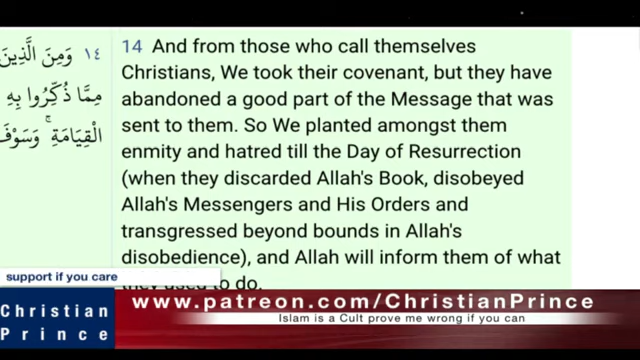 14 And from those who call themselves
Christians, We took their covenant, but they have
abandoned a good part of the Message that was
sent to them. So We planted amongst them
enmity and hatred till the Day of Resurrection
(when they discarded Allah's Book, disobeyed
Allah's Messengers and His Orders and
transgressed beyond bounds in Allah's
disobedience), and Allah will inform them of what
they used to do.
١٤ وَمِنَ الَّذِينَ
مِمَّا ذُكِّرُوا بِهِ
الْقِيَامَةِ ۚ وَسَوْفَ
support if you care
Christian
Prince
www.patreon.com/ChristianPrince
Islam is a Cult prove me wrong if you can